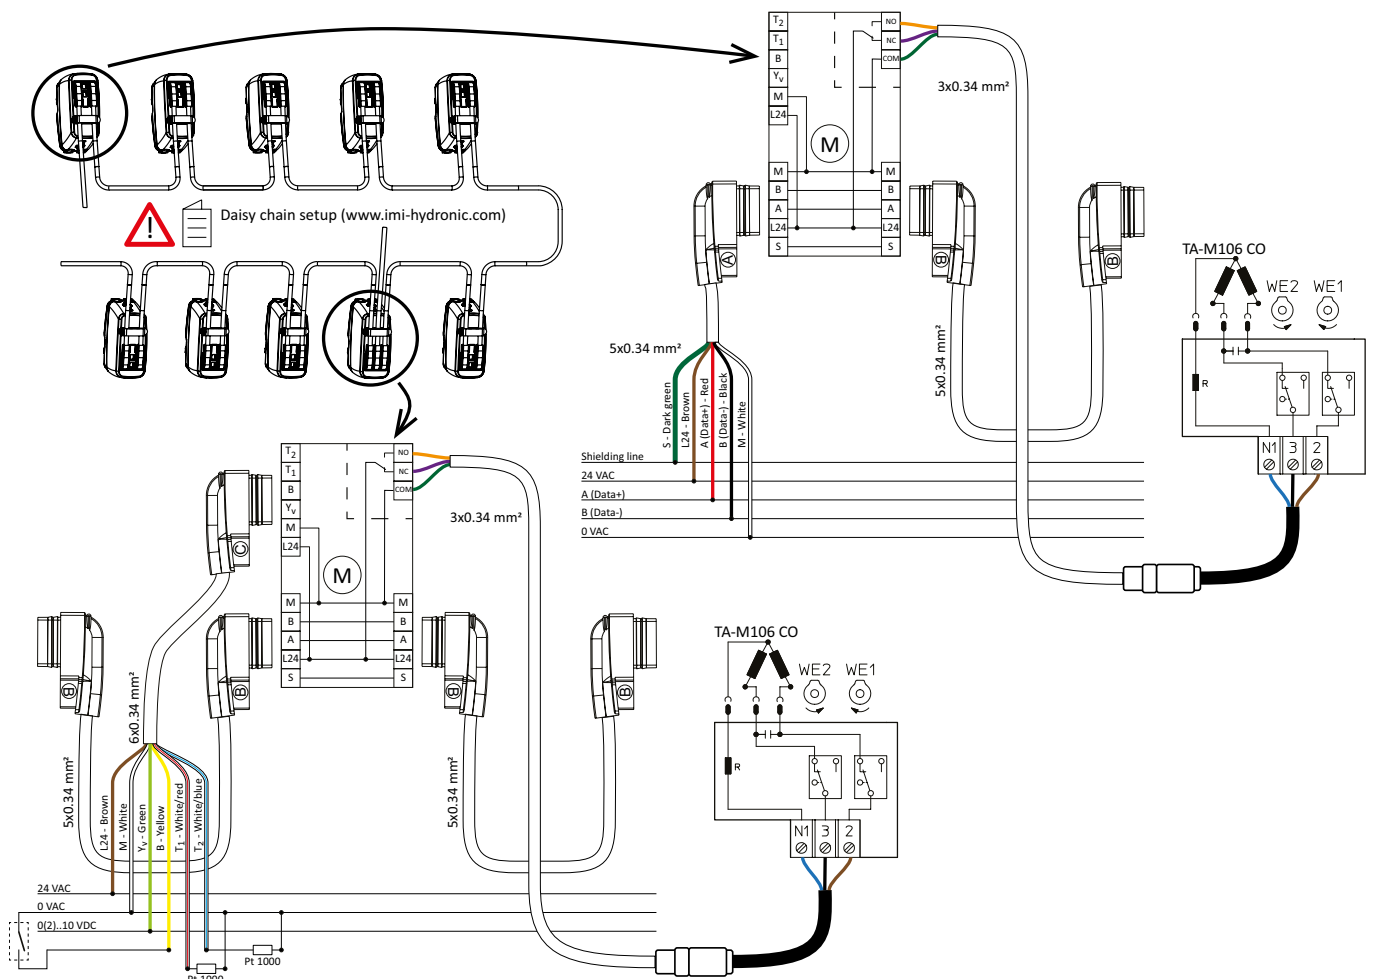 Daisy chain setup (www.imi-hydronic.com)
T2
T1
B
Yv
M
L24
NO
NC
COM
M
M
B
A
L24
S
M
B
A
L24
S
3x0.34 mm²
A
B
B
5x0.34 mm²
5x0.34 mm²
S - Dark green
L24 - Brown
A (Data+) - Red
B (Data-) - Black
M - White
Shielding line
24 VAC
A (Data+)
B (Data-)
0 VAC
TA-M106 CO
WE2
WE1
R
N1
3
2
T2
T1
B
Yv
M
L24
NO
NC
COM
M
M
B
A
L24
S
M
B
A
L24
S
3x0.34 mm²
C
B
B
B
B
6x0.34 mm²
5x0.34 mm²
5x0.34 mm²
L24 - Brown
M - White
Yv - Green
B - Yellow
T1 - White/red
T2 - White/blue
24 VAC
0 VAC
0(2)..10 VDC
Pt 1000
Pt 1000
TA-M106 CO
WE2
WE1
R
N1
3
2